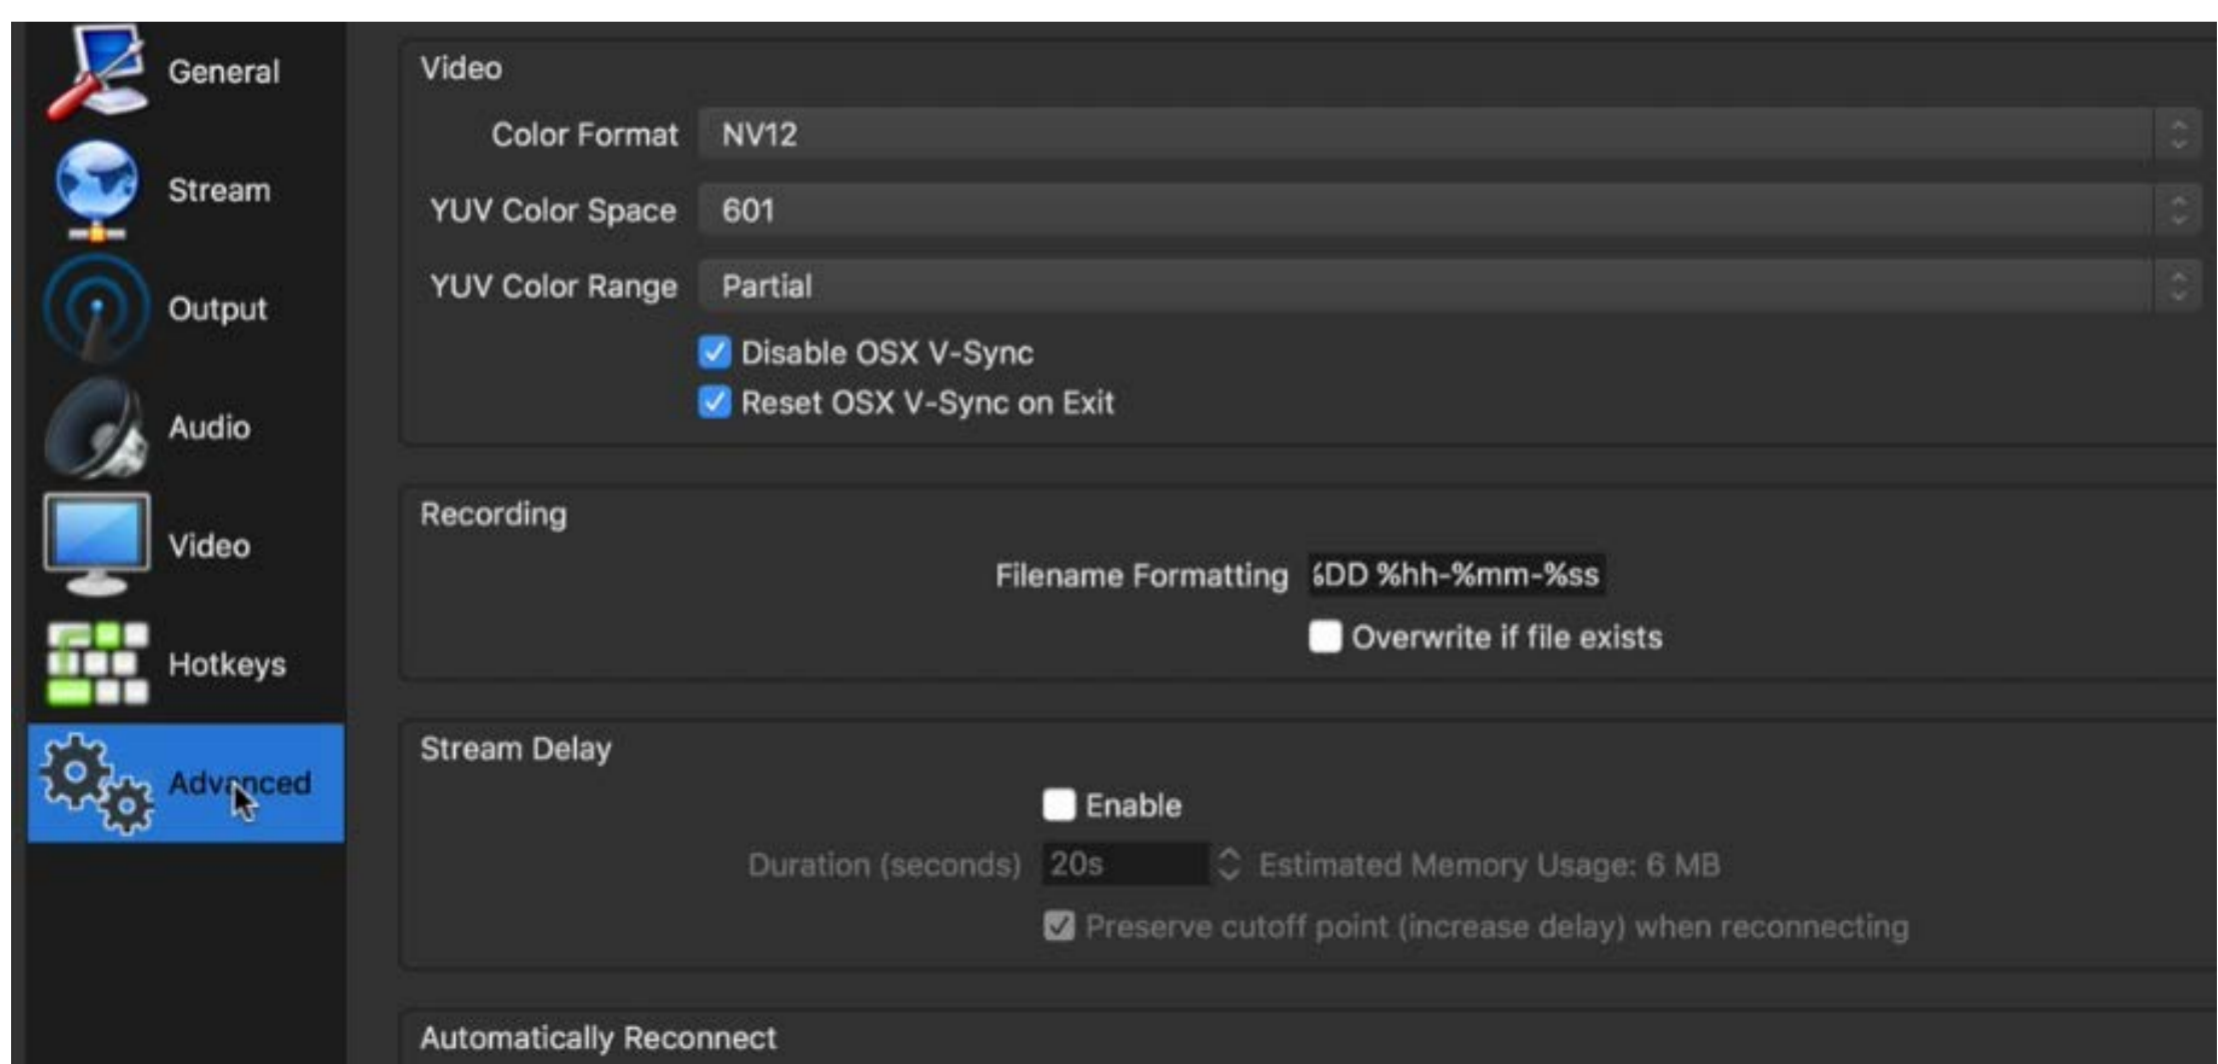 General
Stream
Output
Audio
Video
Hotkeys
Advanced
Video
Color Format NV12
YUV Color Space 601
YUV Color Range Partial
Disable OSX V-Sync
Reset OSX V-Sync on Exit
Recording
Filename Formatting DD %hh-%mm-%ss
Overwrite if file exists
Stream Delay
Enable
Duration (seconds) 20s Estimated Memory Usage: 6 MB
Preserve cutoff point (increase delay) when reconnecting
Automatically Reconnect